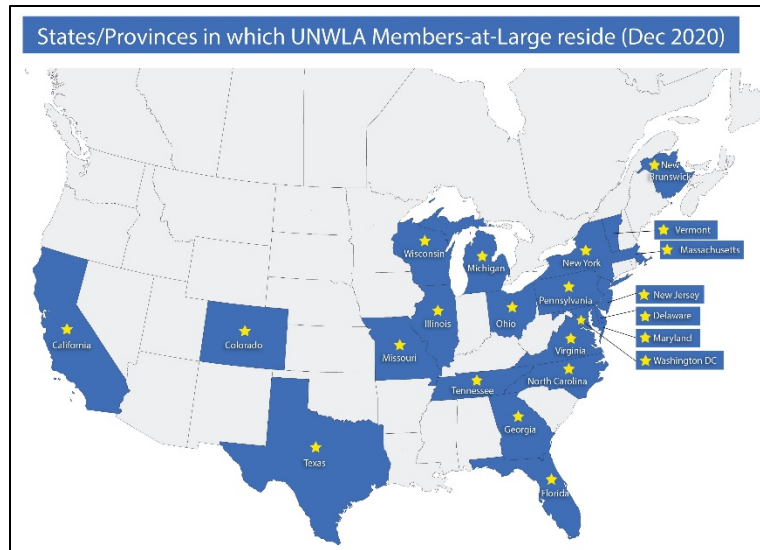 States/Provinces in which UNWLA Members-at-Large reside (Dec 2020)
New
Brunswick
Vermont
Massachusetts
Wisconsin
Michigan
New York
Pennsylvania
New Jersey
Delaware
Maryland
Washington DC
Illinois
Ohio
California
Colorado
Missouri
Virginia
Tennessee
North Carolina
Georgia
Texas
Florida